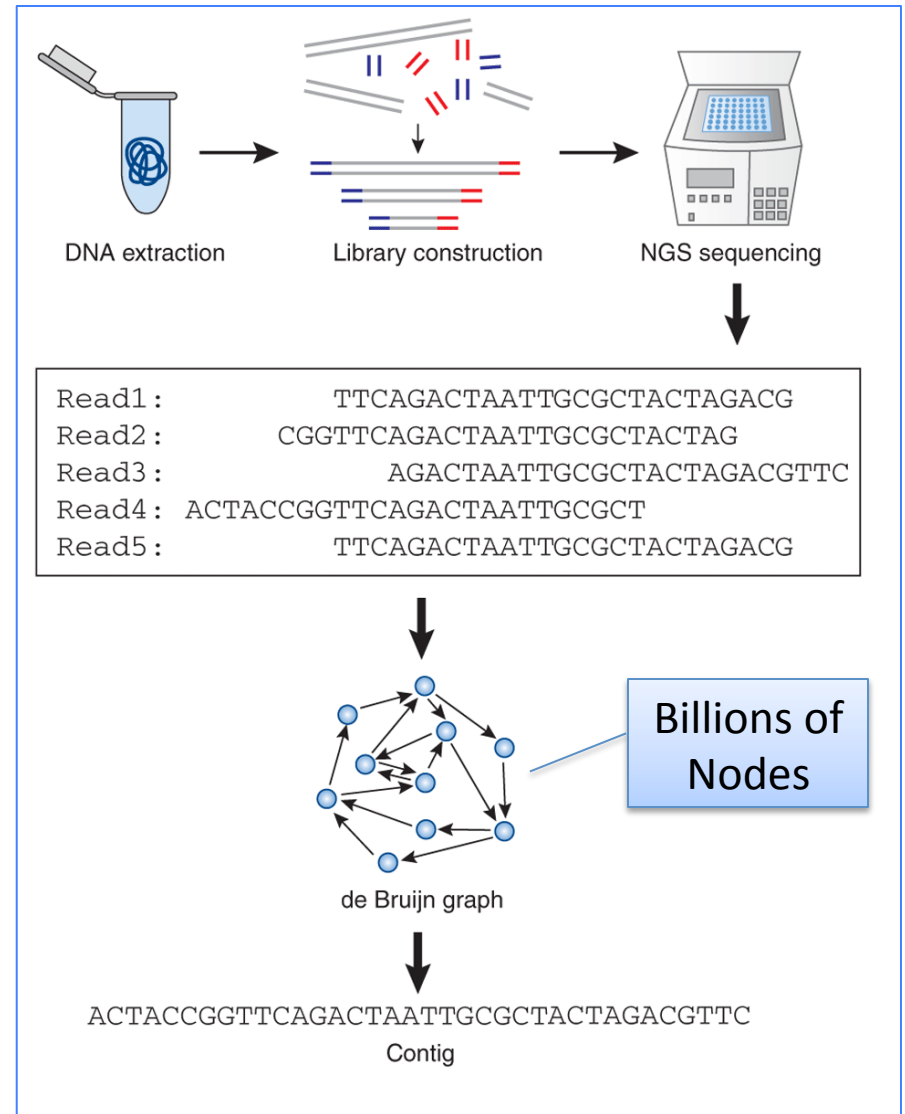 DNA extraction
Library construction
NGS sequencing
Read1: TTCAGACTAATTGCGCTACTAGACG
Read2: CGGTTCAGACTAATTGCGCTACTAG
Read3: AGACTAATTGCGCTACTAGACGTTC
Read4: ACTACCGGTTCAGACTAATTGCGCT
Read5: TTCAGACTAATTGCGCTACTAGACG
Billions of
Nodes
de Bruijn graph
ACTACCGGTTCAGACTAATTGCGCTACTAGACGTTC
Contig